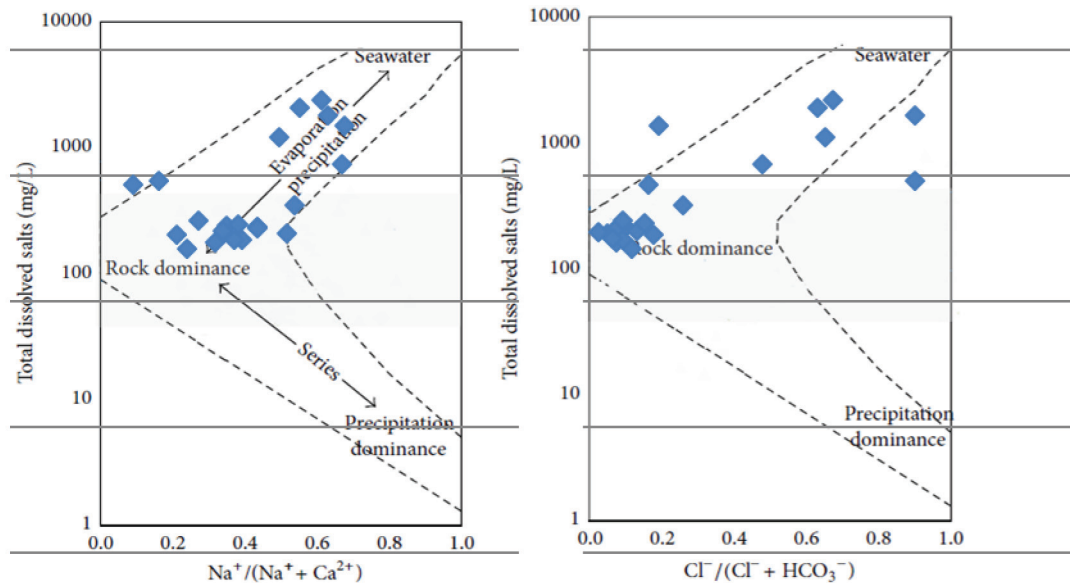 10000
1000
100
10
1
Total dissolved salts (mg/L)
Seawater
Evaporation
precipitation
Rock dominance
Series
Precipitation
dominance
0.0 0.2 0.4 0.6 0.8 1.0
Na⁺/(Na⁺ + Ca²⁺)
10000
1000
100
10
1
Total dissolved salts (mg/L)
Seawater
Rock dominance
Precipitation
dominance
0.0 0.2 0.4 0.6 0.8 1.0
Cl⁻/(Cl⁻ + HCO₃⁻)